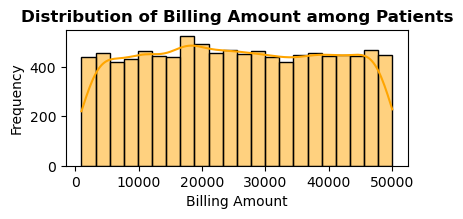 Distribution of Billing Amount among Patients
Frequency
400
200
0
0 10000 20000 30000 40000 50000
Billing Amount